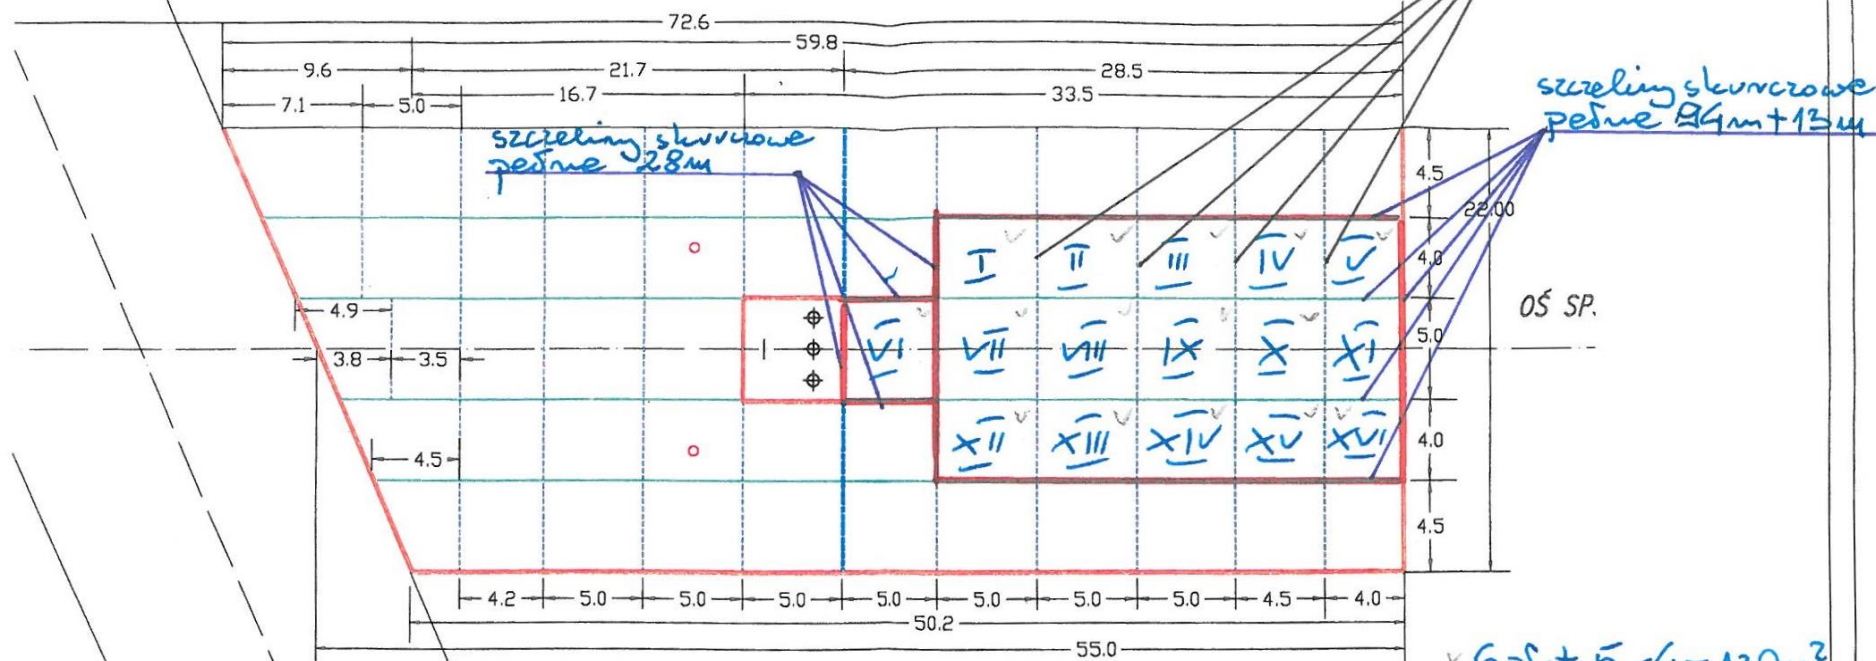 72.6
59.8
9.6 21.7 28.5
7.1 5.0 16.7 33.5
szczeliny skurczowe
pełne 28m
szczeliny skurczowe
pełne 94m+13m
4.5
22.00
I II III IV V
4.0
4.9
VI VII VIII IX X XI
5.0
OŚ SP.
3.8 3.5
XII XIII XIV XV XVI
4.0
4.5
4.5
4.2 5.0 5.0 5.0 5.0 5.0 5.0 5.0 4.5 4.0
50.2
55.0